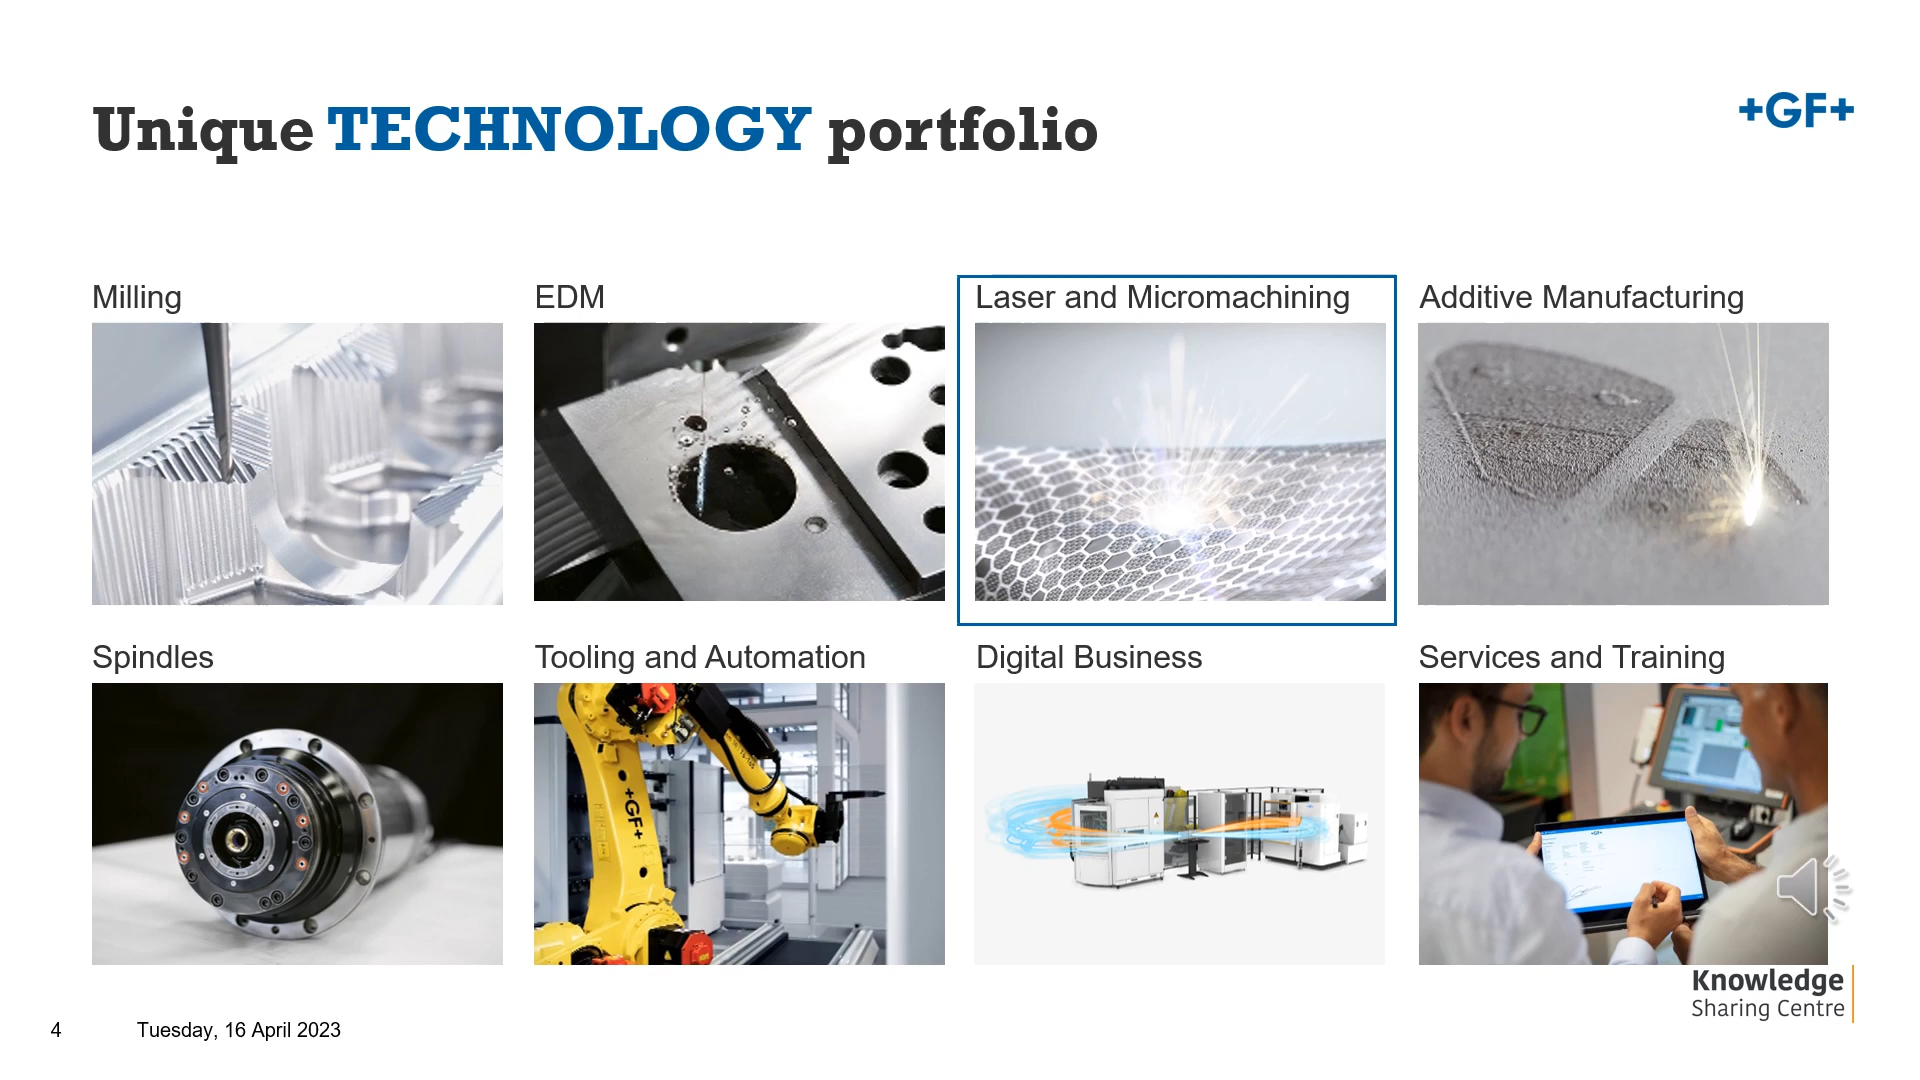 Unique TECHNOLOGY portfolio
+GF+
Milling
EDM
Laser and Micromachining
Additive Manufacturing
Spindles
Tooling and Automation
Digital Business
Services and Training
+GF+
+GF+
Knowledge
Sharing Centre
4
Tuesday, 16 April 2023